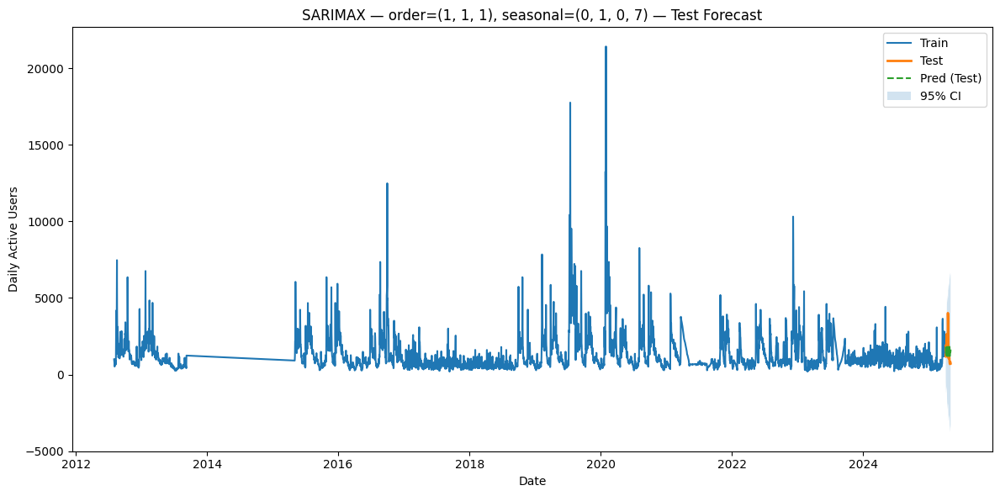 SARIMAX — order=(1, 1, 1), seasonal=(0, 1, 0, 7) — Test Forecast
Train
Test
Pred (Test)
95% CI
Daily Active Users
20000
15000
10000
5000
0
−5000
2012
2014
2016
2018
2020
2022
2024
Date